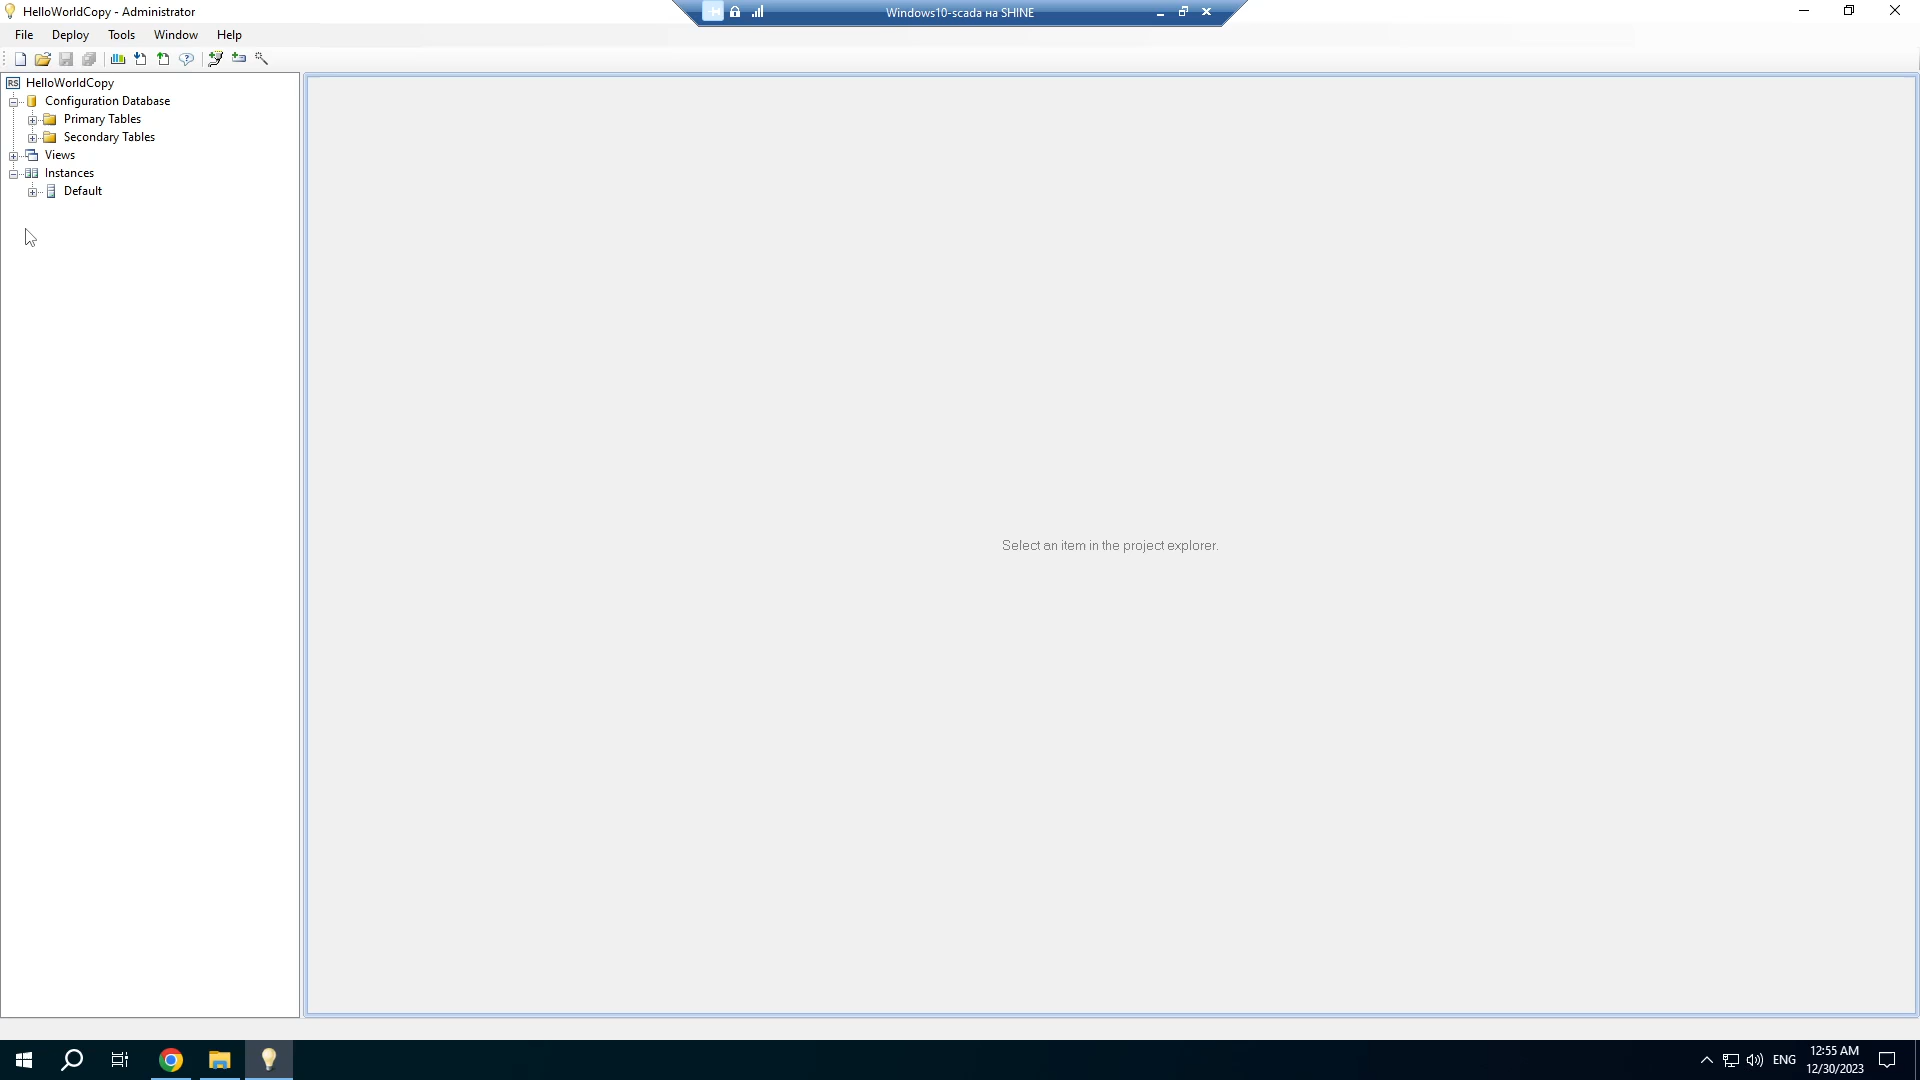 HelloWorldCopy - Administrator
Windows10-scada на SHINE
File Deploy Tools Window Help
RS HelloWorldCopy
Configuration Database
Primary Tables
Secondary Tables
Views
Instances
Default
Select an item in the project explorer.
ENG
12:55 AM
12/30/2023